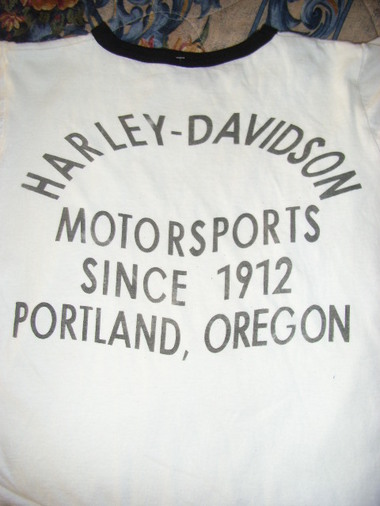 HARLEY-DAVIDSON
MOTORSPORTS
SINCE 1912
PORTLAND, OREGON